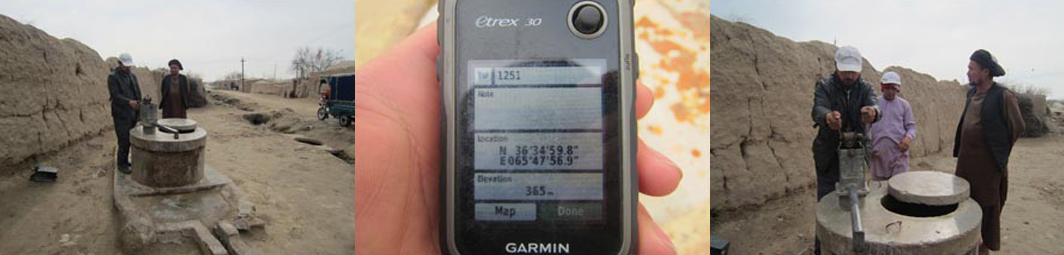 etrex 30
1251
Note
Location
N 36°34'59.8"
E065°47'56.9"
Elevation
365m
Map Done
GARMIN